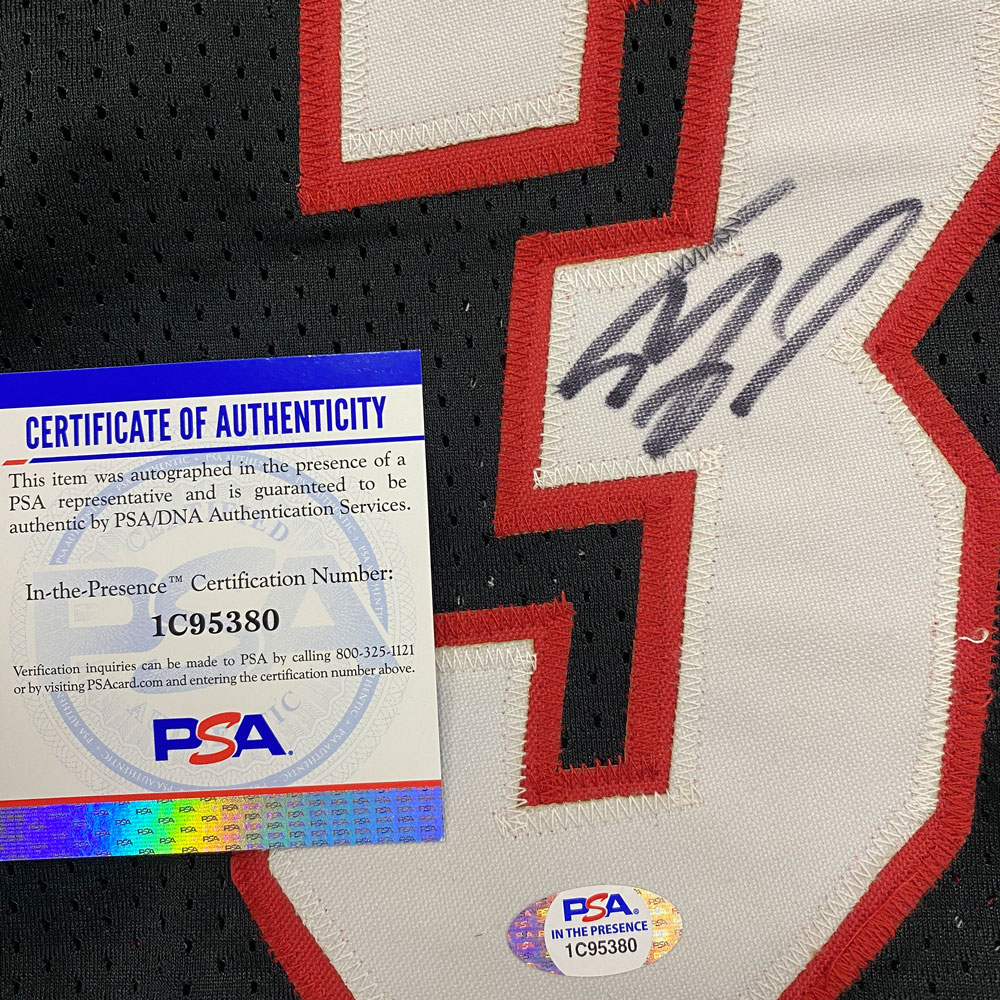 CERTIFICATE OF AUTHENTICITY
This item was autographed in the presence of a
PSA representative and is guaranteed to be
authentic by PSA/DNA Authentication Services.
In-the-Presence™ Certification Number:
1C95380
Verification inquiries can be made to PSA by calling 800-325-1121
or by visiting PSAcard.com and entering the certification number above.
PSA®
PSA®
IN THE PRESENCE
1C95380